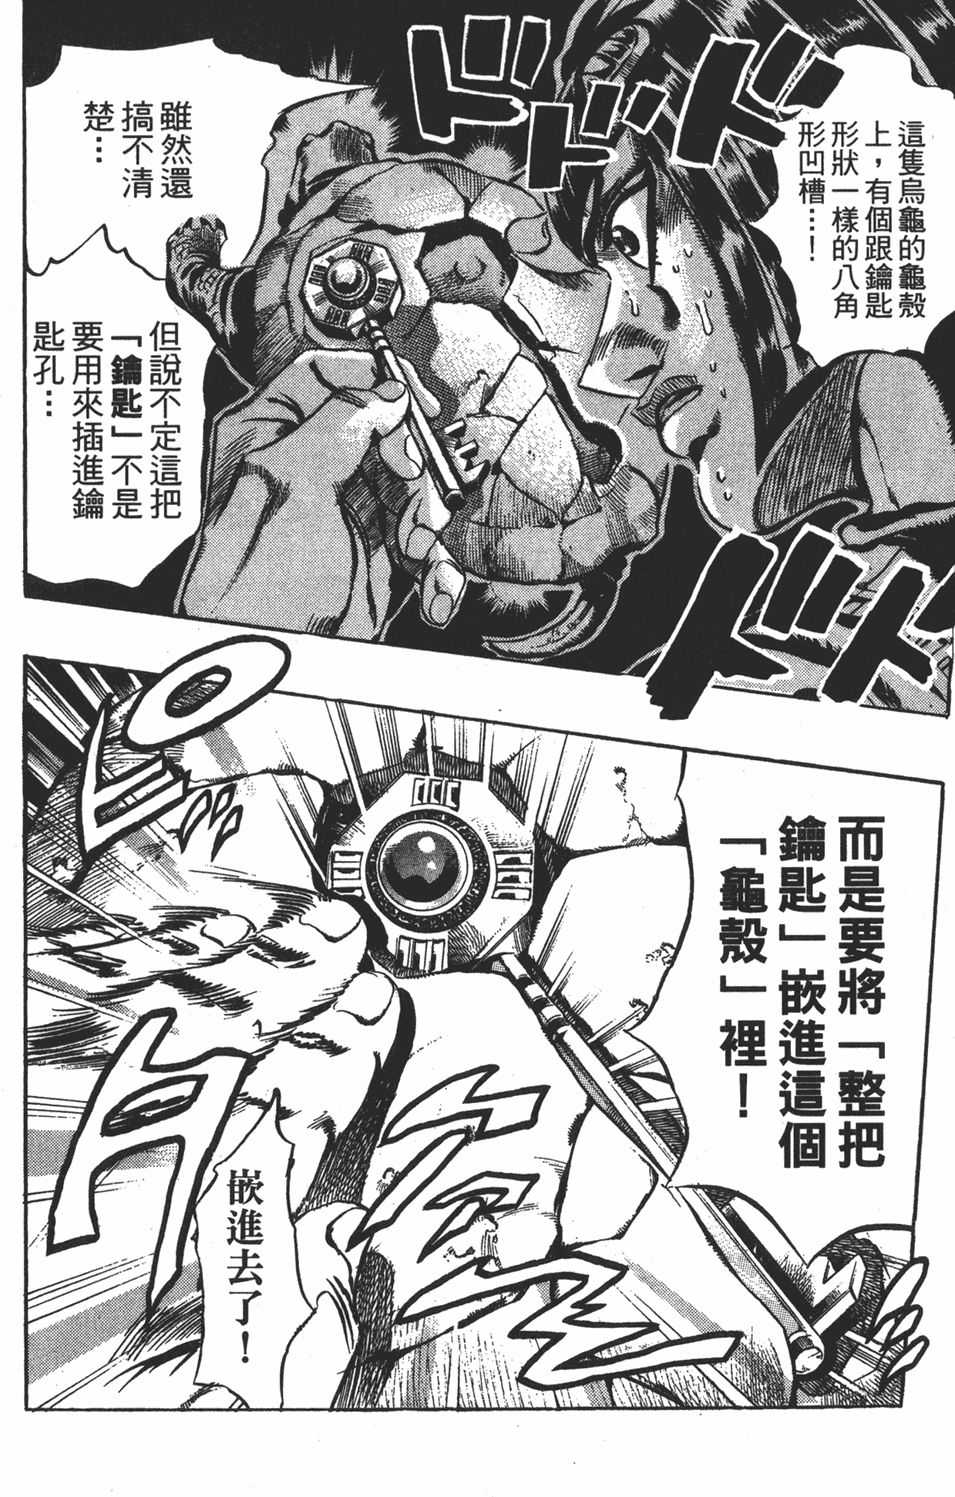 這隻烏龜的龜殼
上，有個跟鑰匙
形狀一樣的八角
形凹槽…！
ドドドド
雖然還
搞不清
楚…
但說不定這把
「鑰匙」不是
要用來插進鑰
匙孔…
ドド
而是要將「整把
鑰匙」嵌進這個
「龜殼」裡！
嵌進去了！